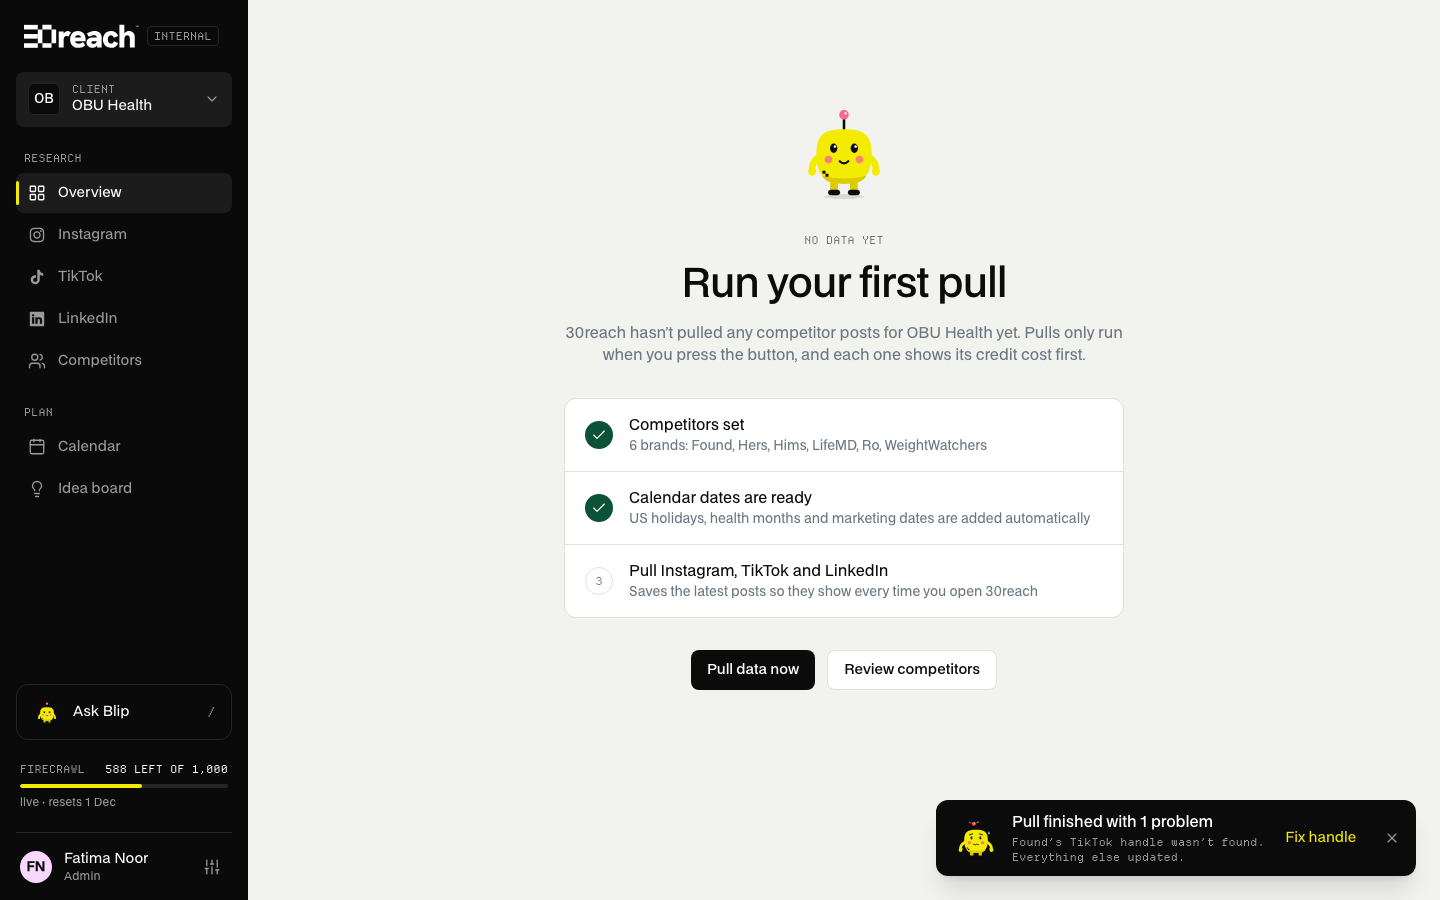 30reach
INTERNAL
OB
CLIENT
OBU Health
RESEARCH
Overview
Instagram
TikTok
LinkedIn
Competitors
PLAN
Calendar
Idea board
Ask Blip
/
FIRECRAWL 588 LEFT OF 1,000
live · resets 1 Dec
FN
Fatima Noor
Admin
NO DATA YET
Run your first pull
30reach hasn’t pulled any competitor posts for OBU Health yet. Pulls only run
when you press the button, and each one shows its credit cost first.
Competitors set
6 brands: Found, Hers, Hims, LifeMD, Ro, WeightWatchers
Calendar dates are ready
US holidays, health months and marketing dates are added automatically
3
Pull Instagram, TikTok and LinkedIn
Saves the latest posts so they show every time you open 30reach
Pull data now
Review competitors
Pull finished with 1 problem
Found’s TikTok handle wasn’t found.
Everything else updated.
Fix handle